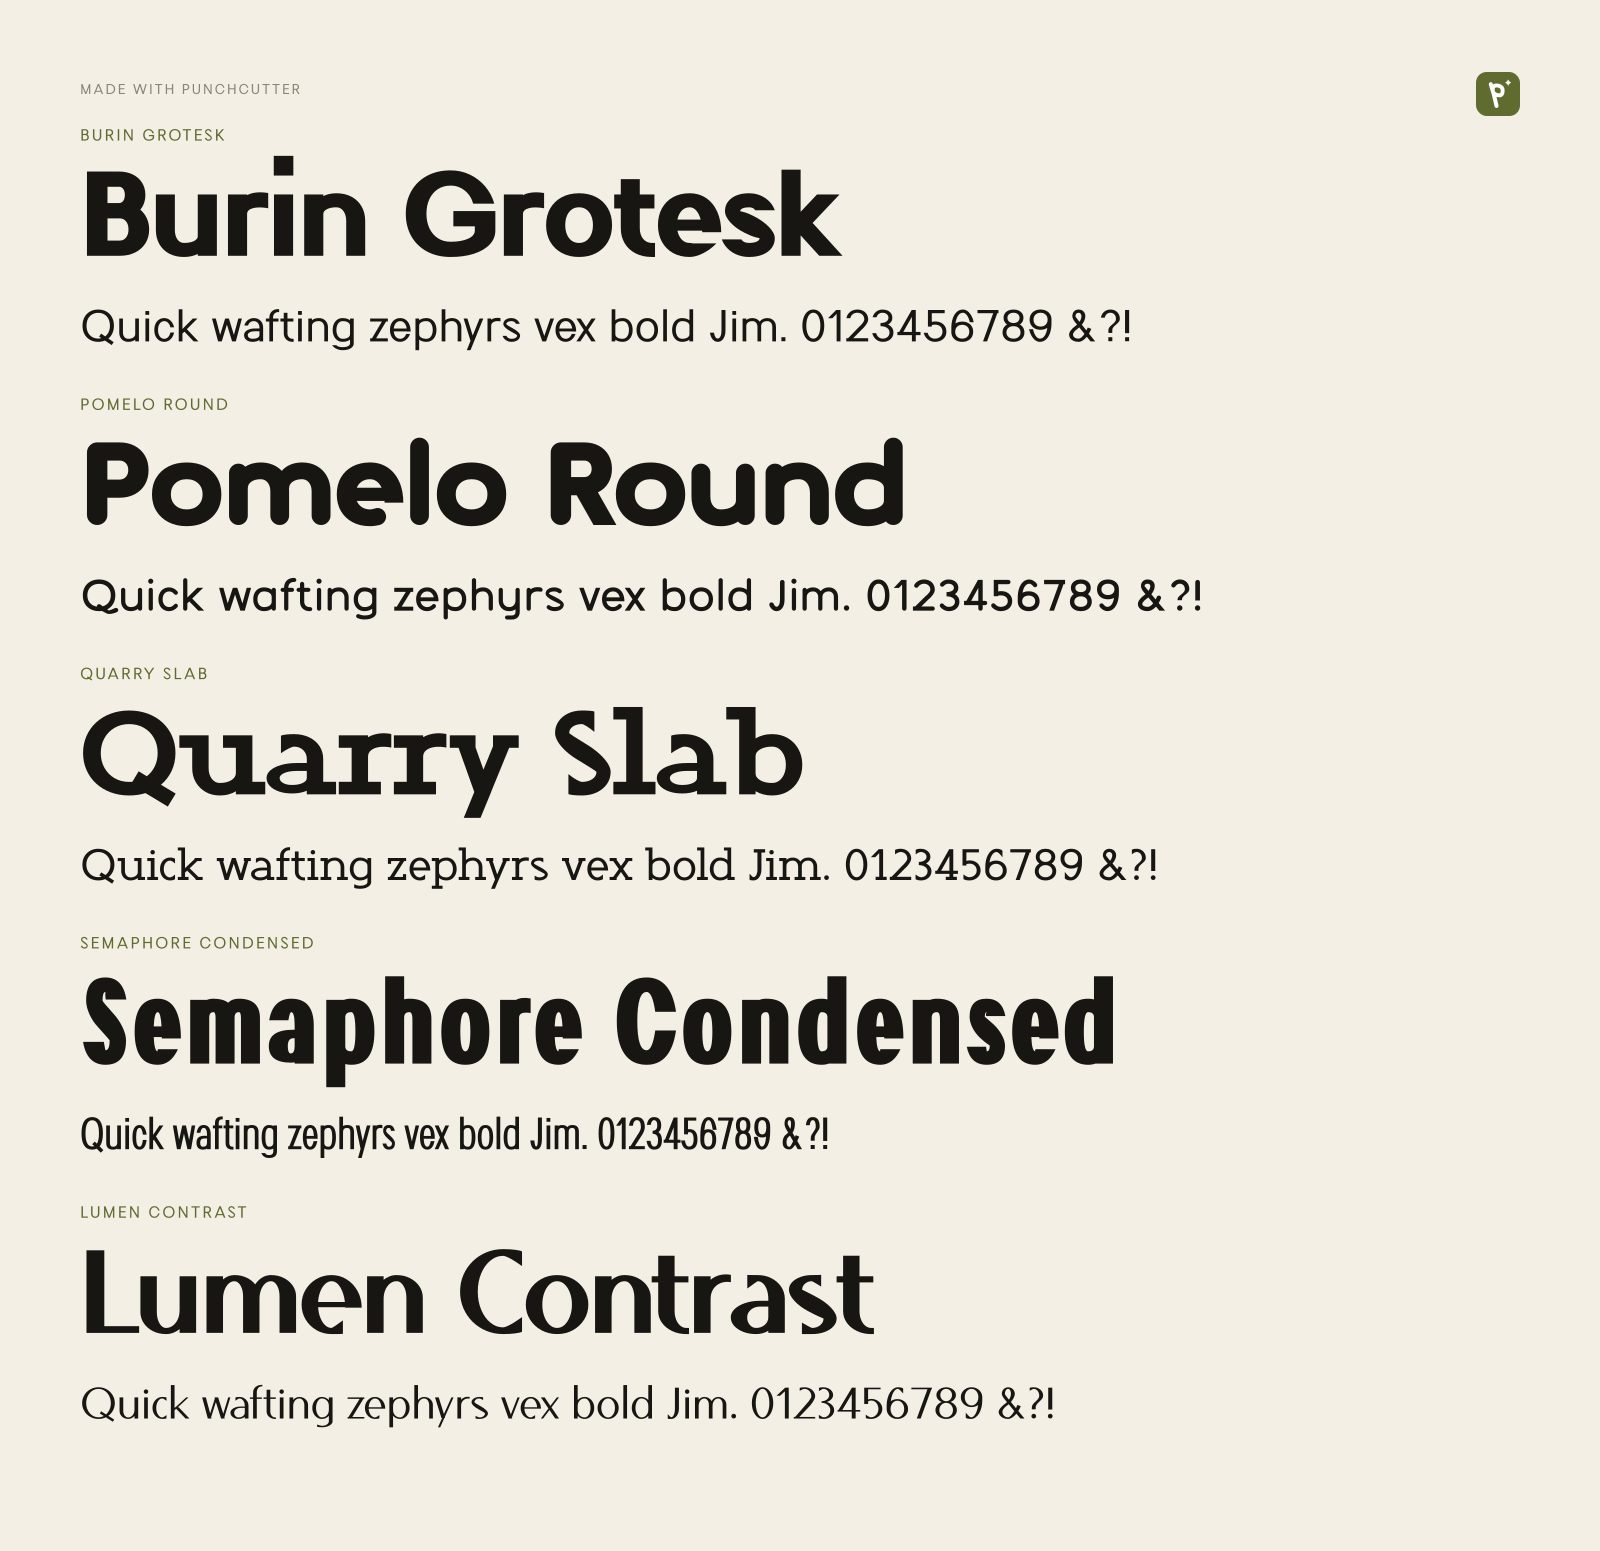 MADE WITH PUNCHCUTTER
P
BURIN GROTESK
Burin Grotesk
Quick wafting zephyrs vex bold Jim. 0123456789 &?!
POMELO ROUND
Pomelo Round
Quick wafting zephyrs vex bold Jim. 0123456789 &?!
QUARRY SLAB
Quarry Slab
Quick wafting zephyrs vex bold Jim. 0123456789 &?!
SEMAPHORE CONDENSED
Semaphore Condensed
Quick wafting zephyrs vex bold Jim. 0123456789 &?!
LUMEN CONTRAST
Lumen Contrast
Quick wafting zephyrs vex bold Jim. 0123456789 &?!